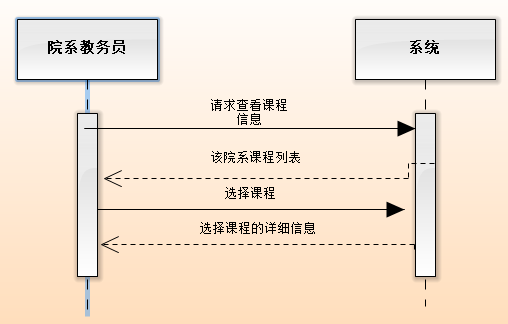 院系教务员
系统
请求查看课程
信息
该院系课程列表
选择课程
选择课程的详细信息